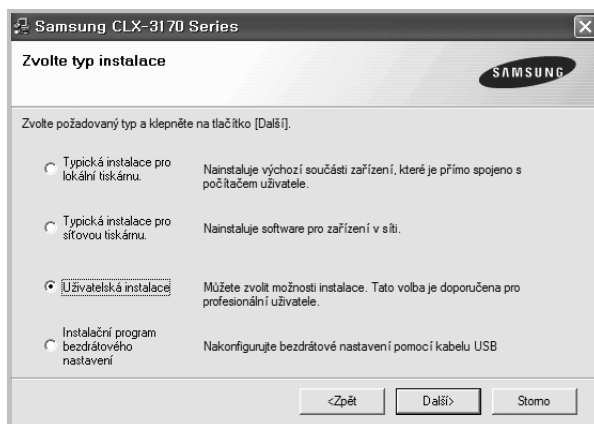 Samsung CLX-3170 Series
Zvolte typ instalace
SAMSUNG
Zvolte požadovaný typ a klepněte na tlačítko [Další].
Typická instalace pro
lokální tiskárnu.
Nainstaluje výchozí součásti zařízení, které je přímo spojeno s
počítačem uživatele.
Typická instalace pro
síťovou tiskárnu.
Nainstaluje software pro zařízení v síti.
Uživatelská instalace
Můžete zvolit možnosti instalace. Tato volba je doporučena pro
profesionální uživatele.
Instalační program
bezdrátového
nastavení
Nakonfigurujte bezdrátové nastavení pomocí kabelu USB
<Zpět
Další>
Storno